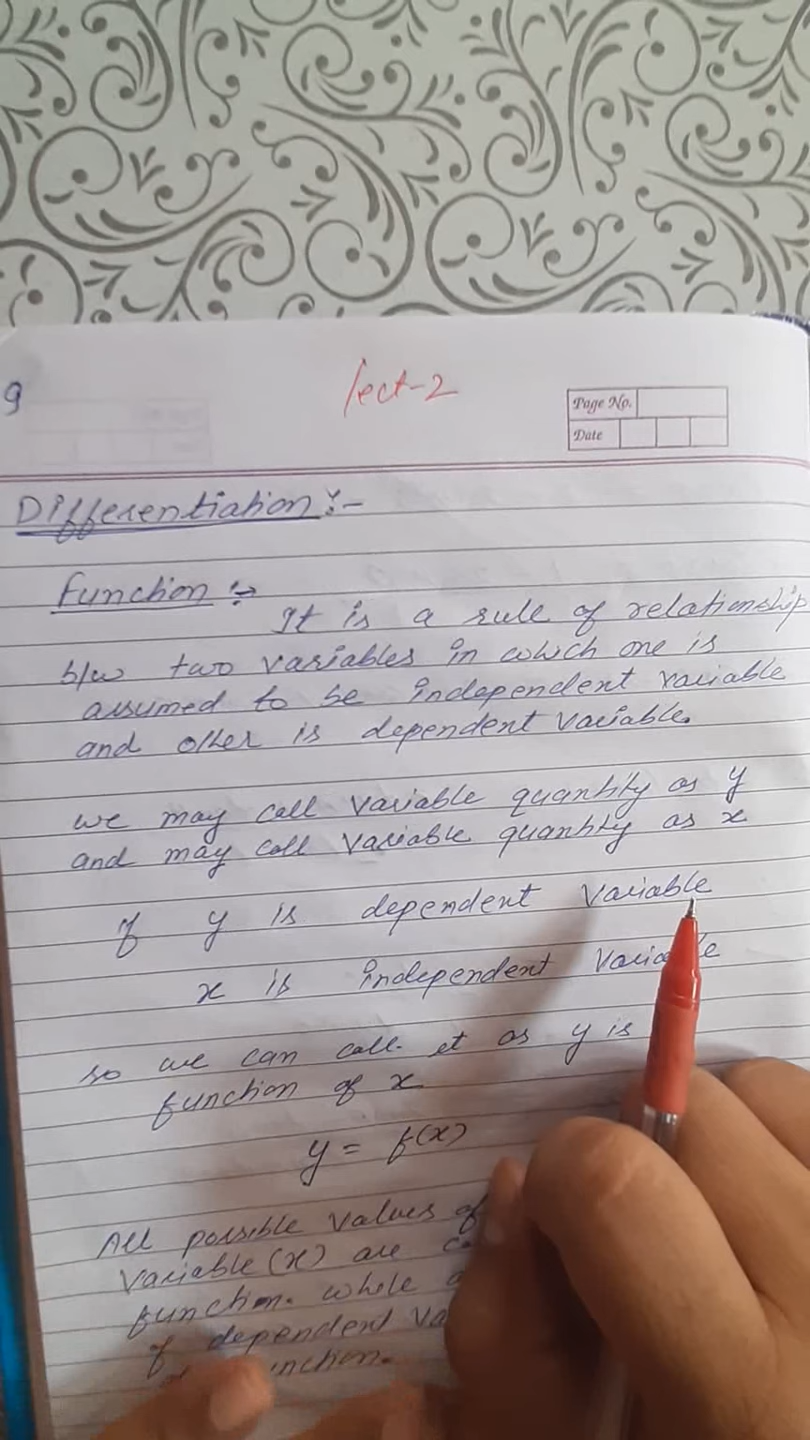 9
lect-2
Page No.
Date
Differentiation :-
Function :-
It is a rule of relationship
b/w two variables in which one is
assumed to be independent variable
and other is dependent variable.
we may call variable quantity as y
and may call variable quantity as x
if y is dependent variable
x is independent variable
so we can call it as y is
function of x
y = f(x)
All possible values of
variable (x) are
function. while
of dependent